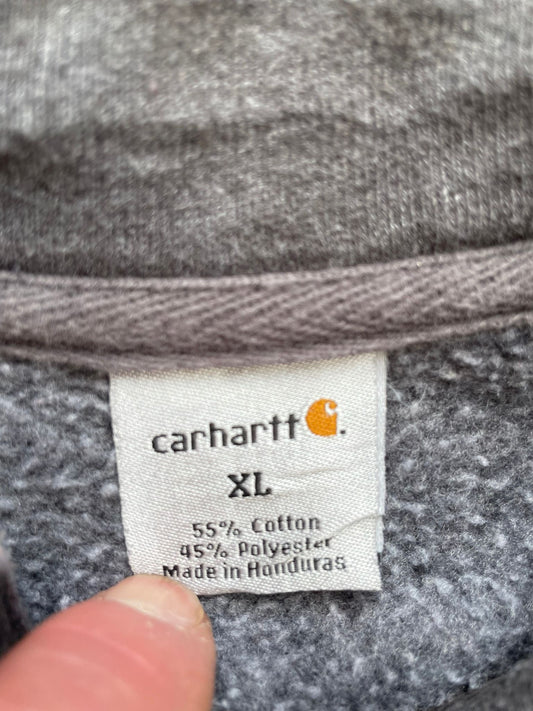 carhartt.
XL
55% Cotton
45% Polyester
Made in Honduras